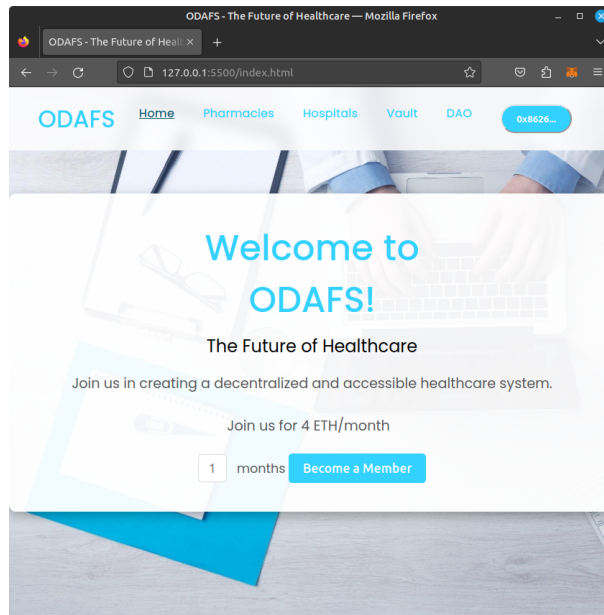 ODAFS - The Future of Healthcare — Mozilla Firefox
ODAFS - The Future of Healt
127.0.0.1:5500/index.html
ODAFS Home Pharmacies Hospitals Vault DAO 0x8626...
Welcome to
ODAFS!
The Future of Healthcare
Join us in creating a decentralized and accessible healthcare system.
Join us for 4 ETH/month
1 months Become a Member